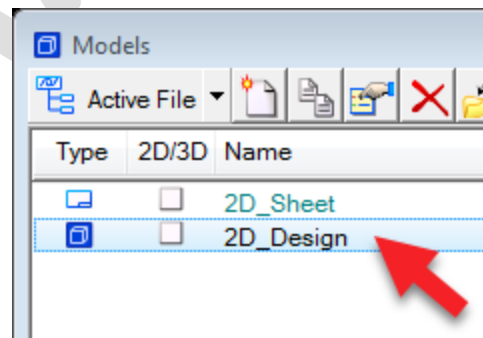 Models
Active File
Type 2D/3D Name
2D_Sheet
2D_Design